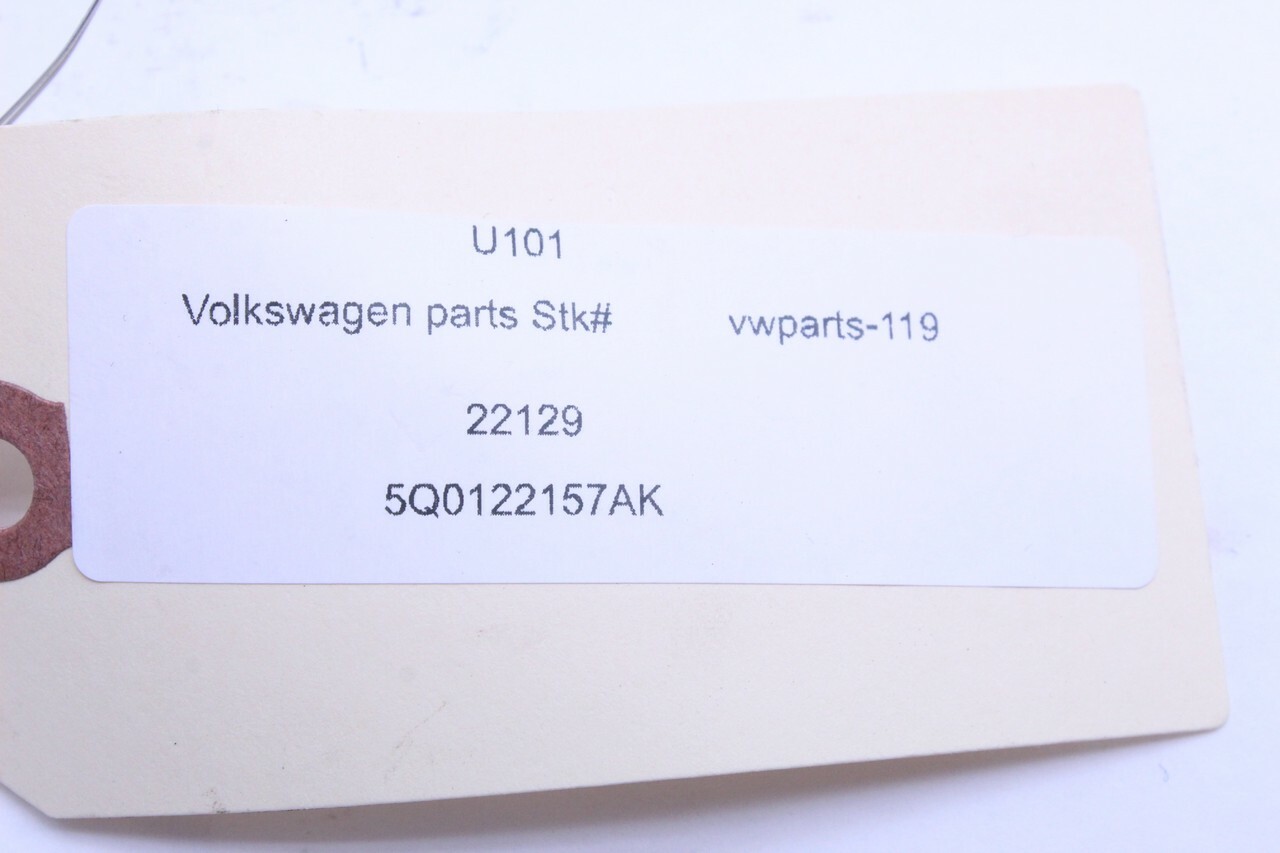 U101
Volkswagen parts Stk# vwparts-119
22129
5Q0122157AK